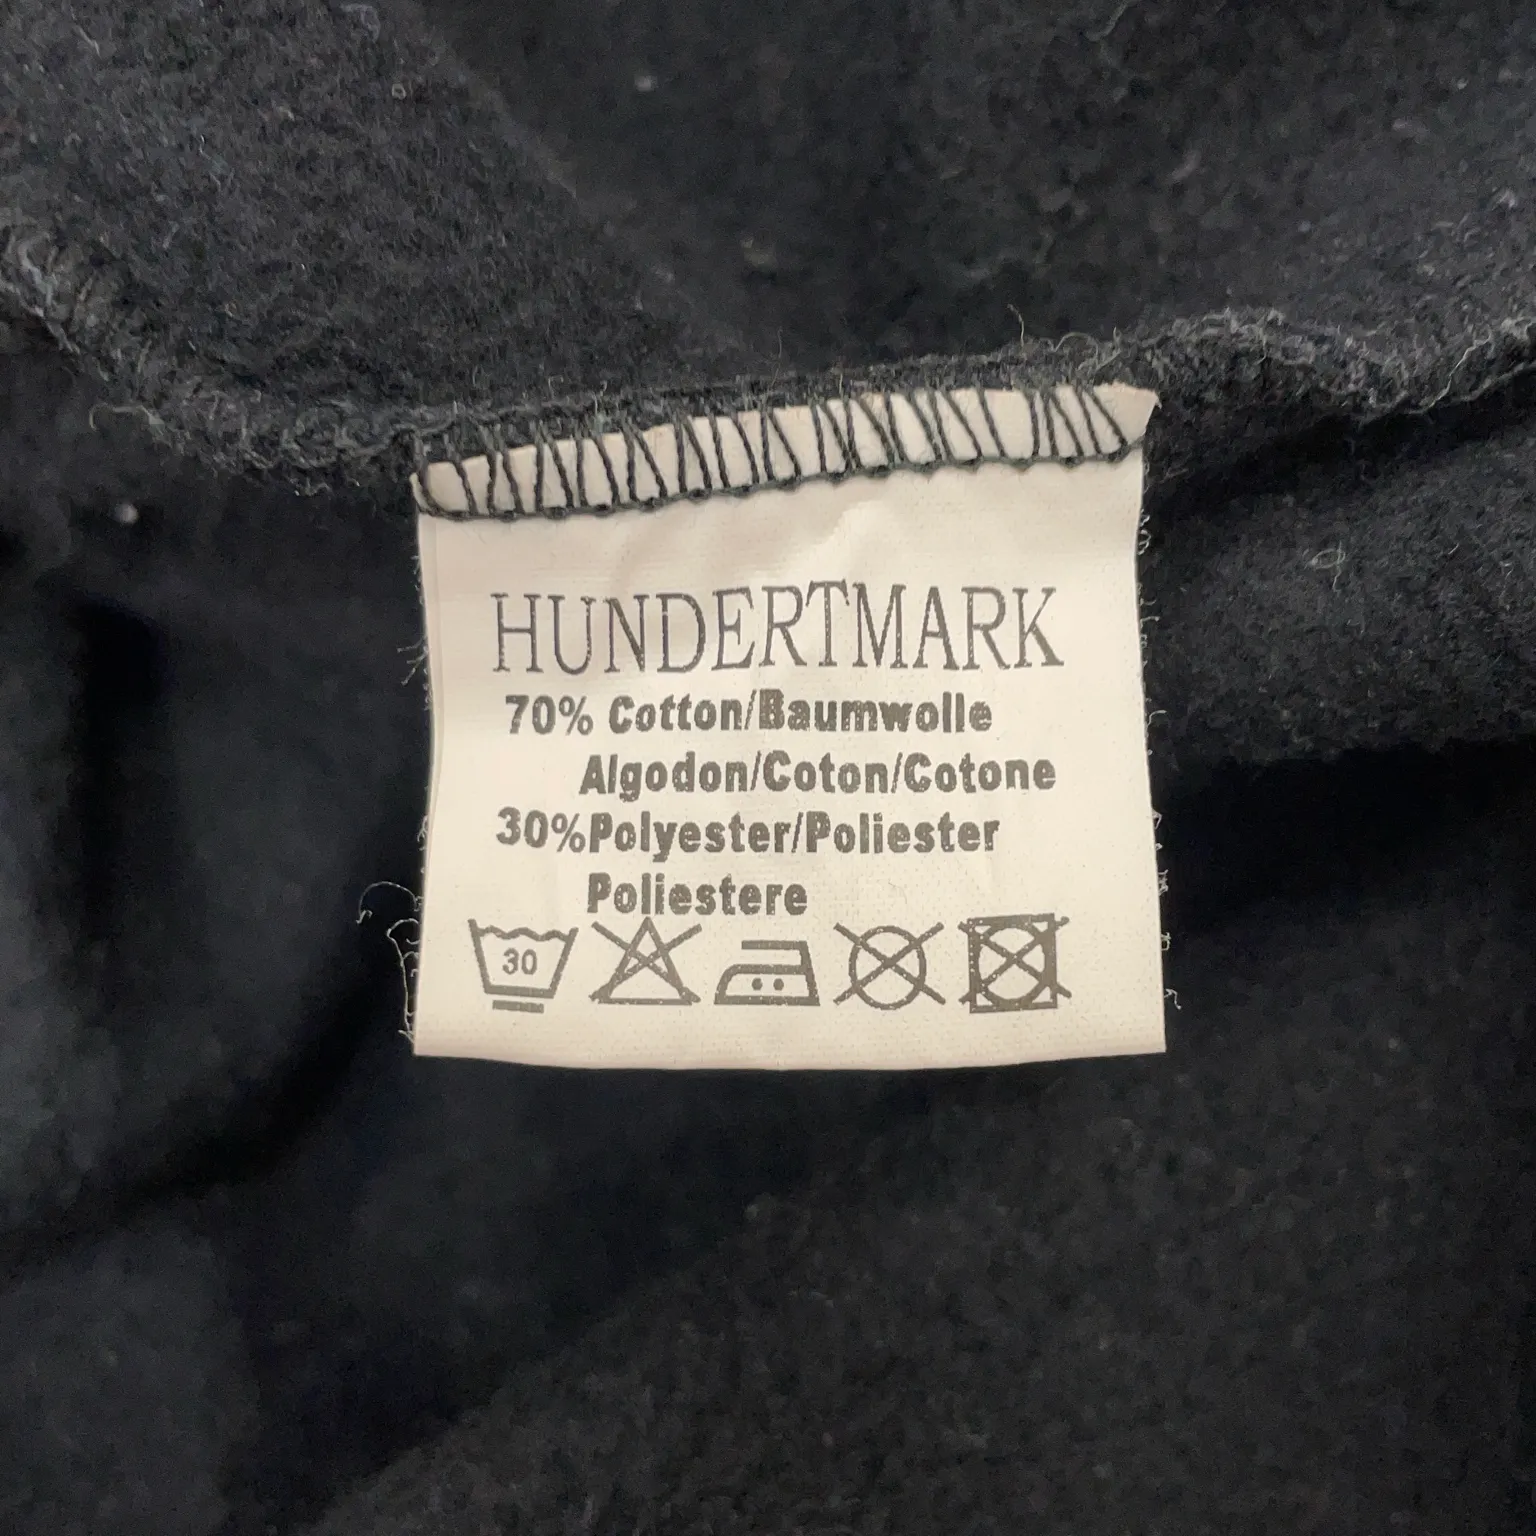 HUNDERTMARK
70% Cotton/Baumwolle
Algodon/Coton/Cotone
30%Polyester/Poliester
Poliestere
30